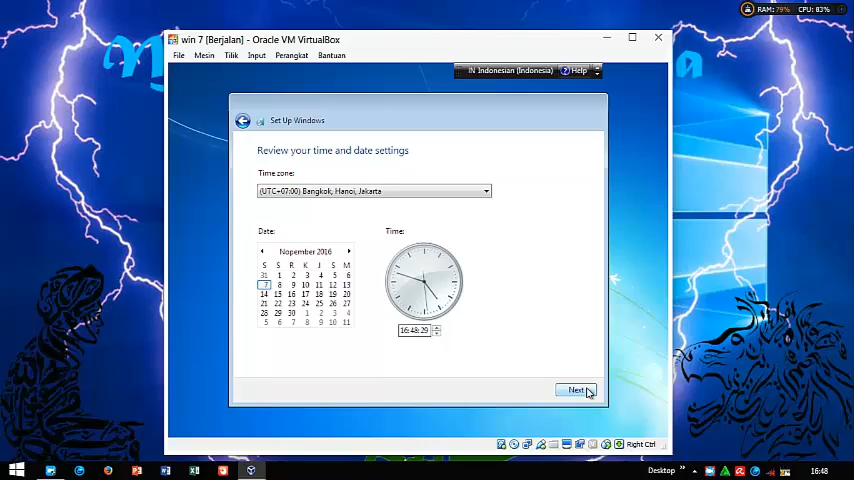 RAM: 79% CPU: 83%
win 7 [Berjalan] - Oracle VM VirtualBox
File Mesin Tilik Input Perangkat Bantuan
IN Indonesian (Indonesia) Help
Set Up Windows
Review your time and date settings
Time zone:
(UTC+07:00) Bangkok, Hanoi, Jakarta
Date: Time:
Nopember 2016
S S R K J S M
31 1 2 3 4 5 6
7 8 9 10 11 12 13
14 15 16 17 18 19 20
21 22 23 24 25 26 27
28 29 30 1 2 3 4
5 6 7 8 9 10 11
16:48:29
Next
Right Ctrl
Desktop 16:48